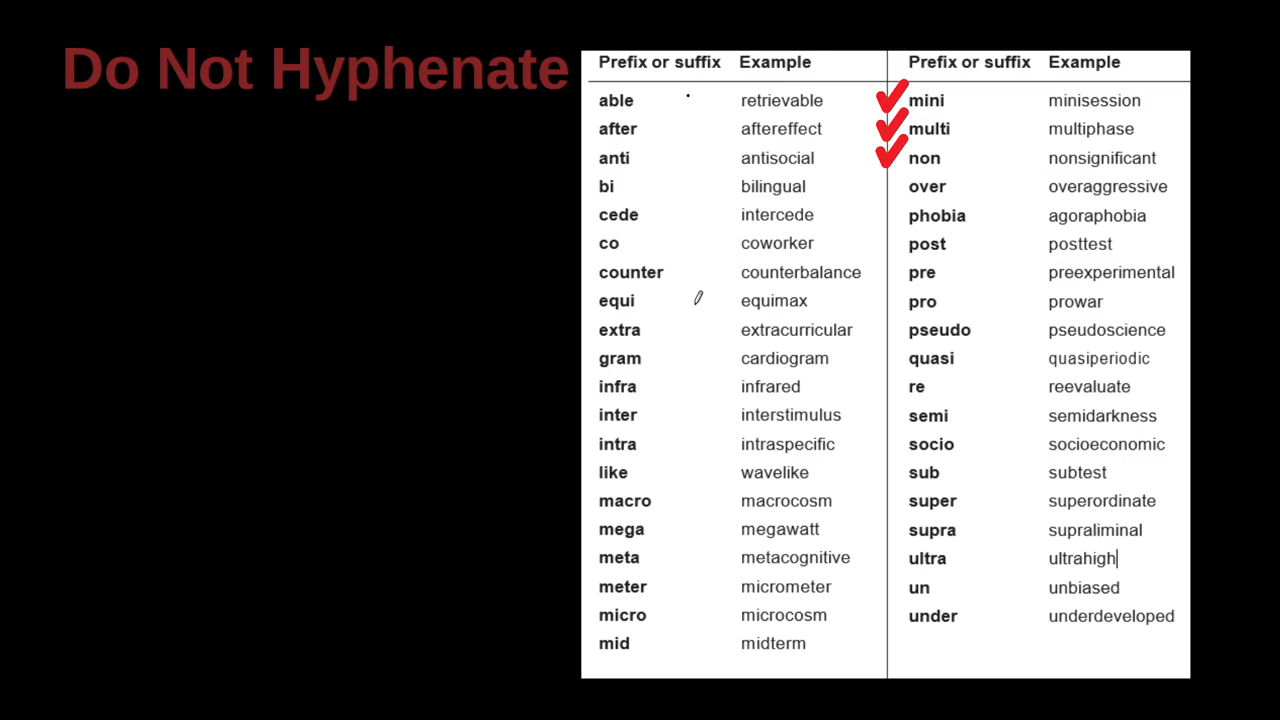 Do Not Hyphenate
Prefix or suffix Example Prefix or suffix Example
able retrievable mini minisession
after aftereffect multi multiphase
anti antisocial non nonsignificant
bi bilingual over overaggressive
cede intercede phobia agoraphobia
co coworker post posttest
counter counterbalance pre preexperimental
equi equimax pro prowar
extra extracurricular pseudo pseudoscience
gram cardiogram quasi quasiperiodic
infra infrared re reevaluate
inter interstimulus semi semidarkness
intra intraspecific socio socioeconomic
like wavelike sub subtest
macro macrocosm super superordinate
mega megawatt supra supraliminal
meta metacognitive ultra ultrahigh
meter micrometer un unbiased
micro microcosm under underdeveloped
mid midterm